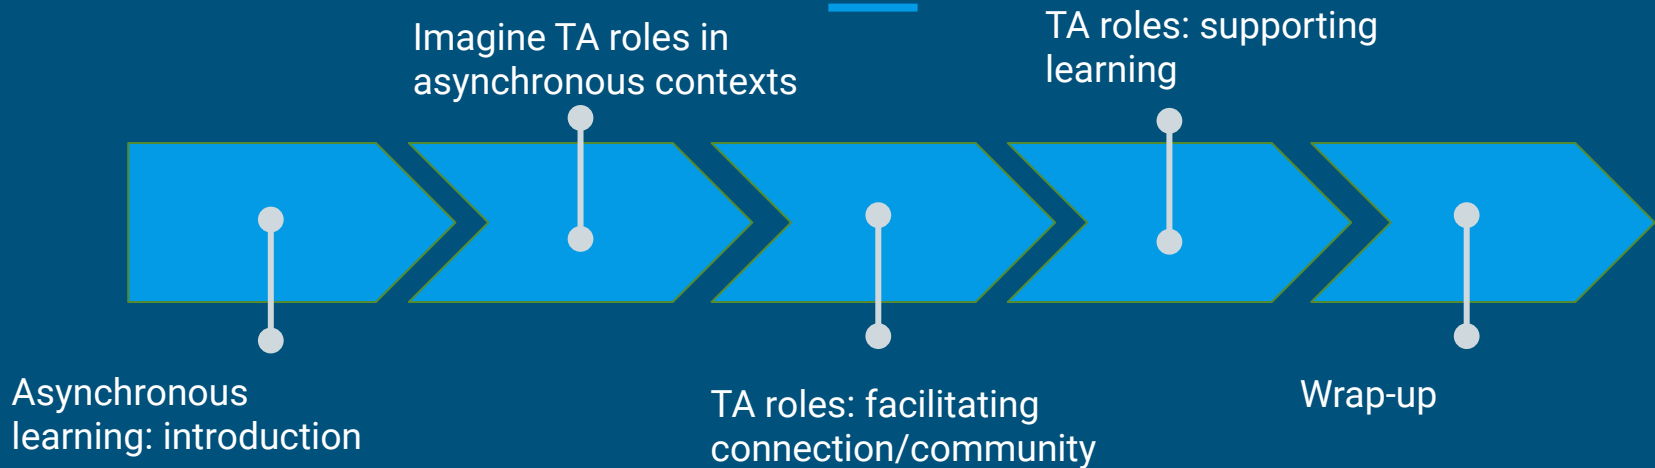 Asynchronous
learning: introduction
Imagine TA roles in
asynchronous contexts
TA roles: facilitating
connection/community
TA roles: supporting
learning
Wrap-up